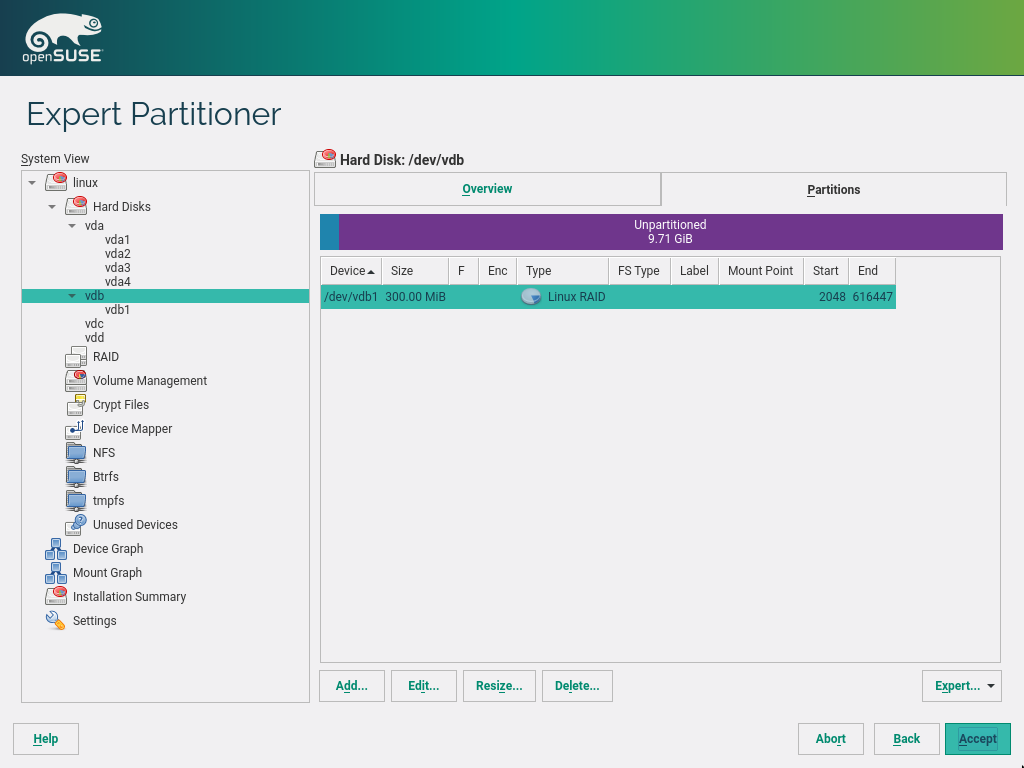 openSUSE
Expert Partitioner
System View
linux
Hard Disks
vda
vda1
vda2
vda3
vda4
vdb
vdb1
vdc
vdd
RAID
Volume Management
Crypt Files
Device Mapper
NFS
Btrfs
tmpfs
Unused Devices
Device Graph
Mount Graph
Installation Summary
Settings
Hard Disk: /dev/vdb
Overview Partitions
Unpartitioned
9.71 GiB
Device Size F Enc Type FS Type Label Mount Point Start End
/dev/vdb1 300.00 MiB Linux RAID 2048 616447
Add... Edit... Resize... Delete... Expert...
Help Abort Back Accept